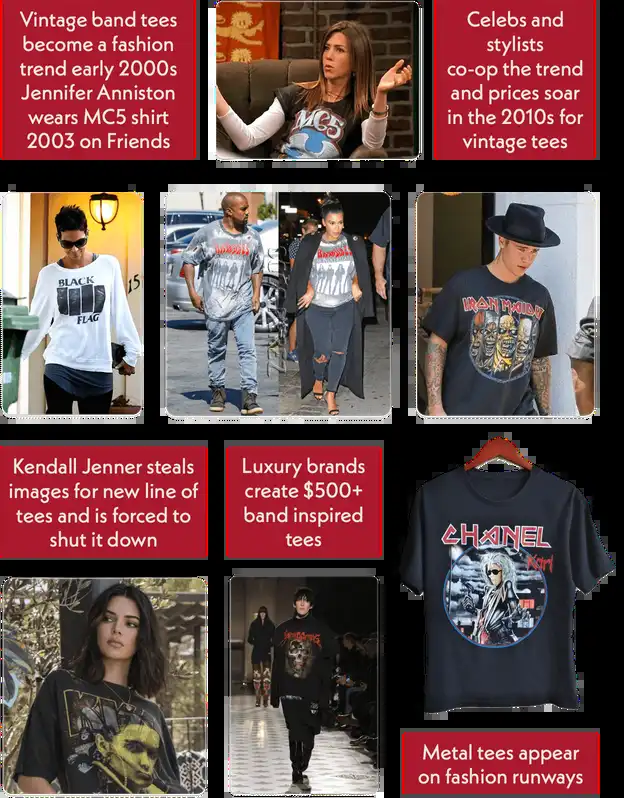 Vintage band tees
become a fashion
trend early 2000s
Jennifer Anniston
wears MC5 shirt
2003 on Friends
MC5
Celebs and
stylists
co-op the trend
and prices soar
in the 2010s for
vintage tees
BLACK
FLAG
15
IRON MAIDEN
Kendall Jenner steals
images for new line of
tees and is forced to
shut it down
Luxury brands
create $500+
band inspired
tees
CHANEL
Karl
Metal tees appear
on fashion runways